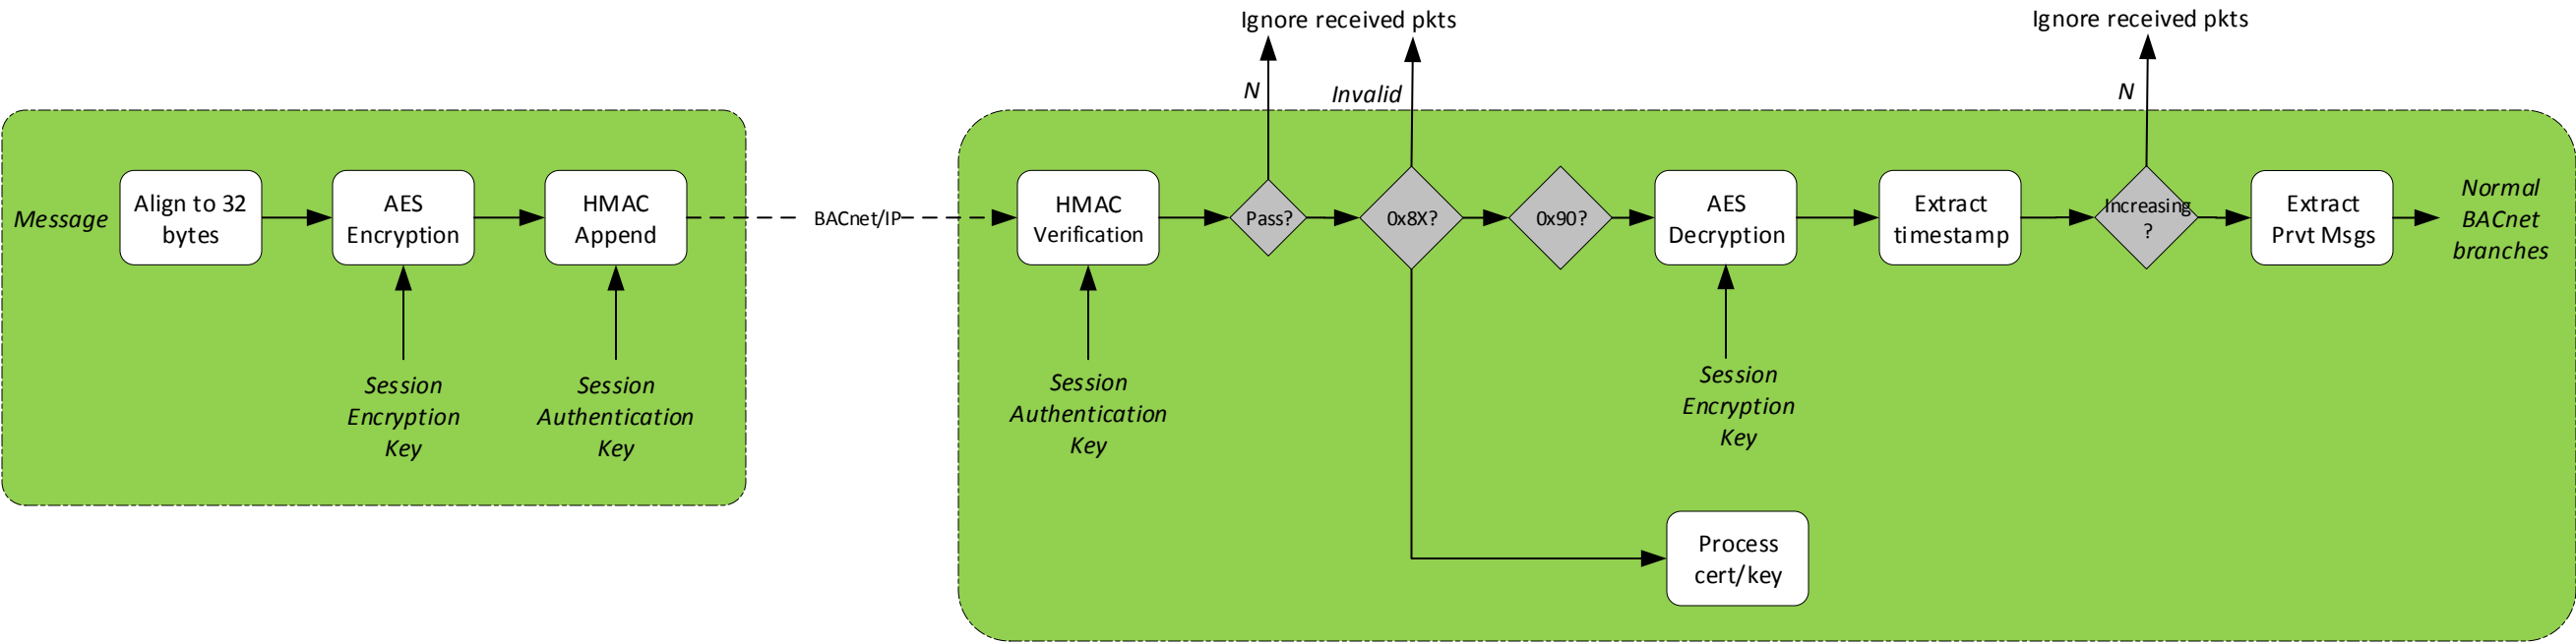 Ignore received pkts
Ignore received pkts
N
Invalid
N
Message
Align to 32
bytes
AES
Encryption
HMAC
Append
BACnet/IP
HMAC
Verification
Pass?
0x8X?
0x90?
AES
Decryption
Extract
timestamp
Increasing
?
Extract
Prvt Msgs
Normal
BACnet
branches
Session
Encryption
Key
Session
Authentication
Key
Session
Authentication
Key
Session
Encryption
Key
Process
cert/key